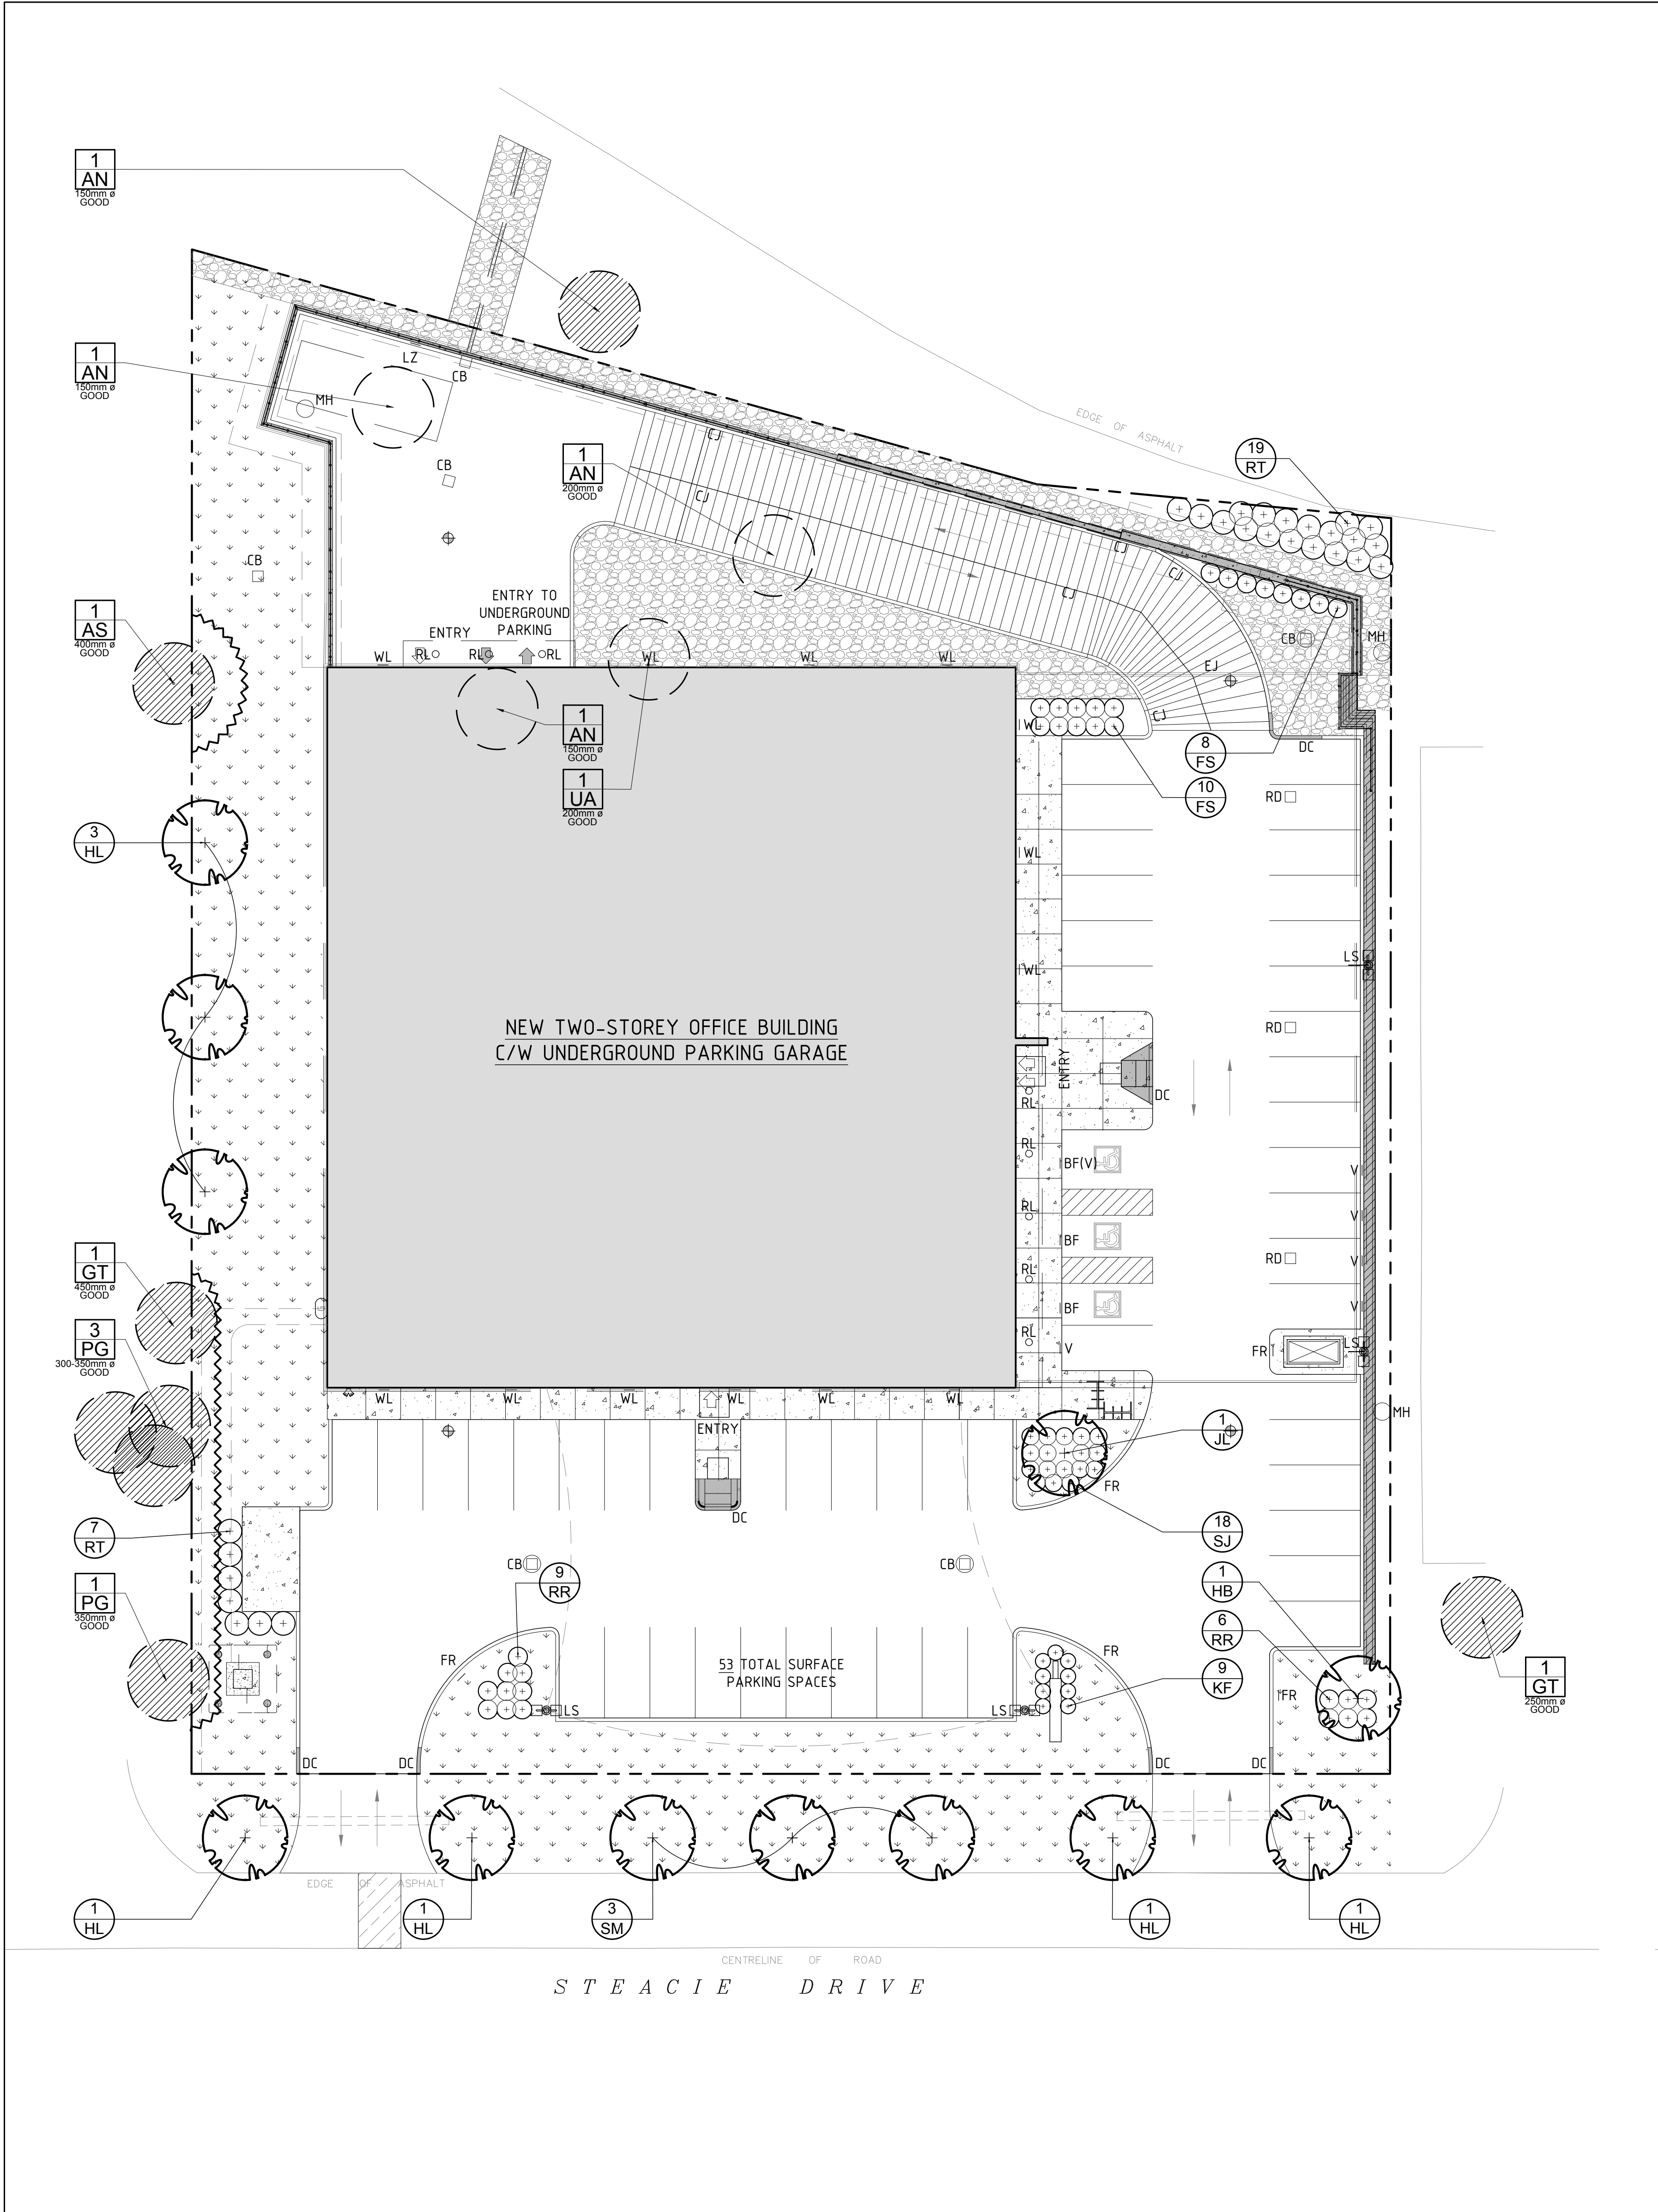 1
AN
150mm ø
GOOD
1
AN
150mm ø
GOOD
LZ
CB
MH
CB
CB
1
AN
200mm ø
GOOD
CJ
CJ
CJ
CJ
CJ
CJ
EDGE OF ASPHALT
19
RT
CB
MH
EJ
DC
1
AS
400mm ø
GOOD
ENTRY TO
UNDERGROUND
PARKING
ENTRY
WL
RL
RL
RL
WL
WL
WL
1
AN
150mm ø
GOOD
1
UA
200mm ø
GOOD
8
FS
10
FS
WL
WL
WL
RD
RD
RD
LS
3
HL
NEW TWO-STOREY OFFICE BUILDING
C/W UNDERGROUND PARKING GARAGE
ENTRY
DC
RL
RL
RL
RL
RL
BF(V)
BF
BF
V
V
V
V
V
FR
LS
MH
1
GT
450mm ø
GOOD
3
PG
300-350mm ø
GOOD
WL
WL
WL
WL
WL
WL
ENTRY
DC
1
JL
FR
18
SJ
7
RT
1
PG
350mm ø
GOOD
CB
CB
9
RR
1
HB
6
RR
9
KF
1
GT
250mm ø
GOOD
FR
FR
FR
53 TOTAL SURFACE
PARKING SPACES
LS
LS
DC
DC
DC
DC
1
HL
1
HL
3
SM
1
HL
1
HL
EDGE OF ASPHALT
CENTRELINE OF ROAD
STEACIE DRIVE